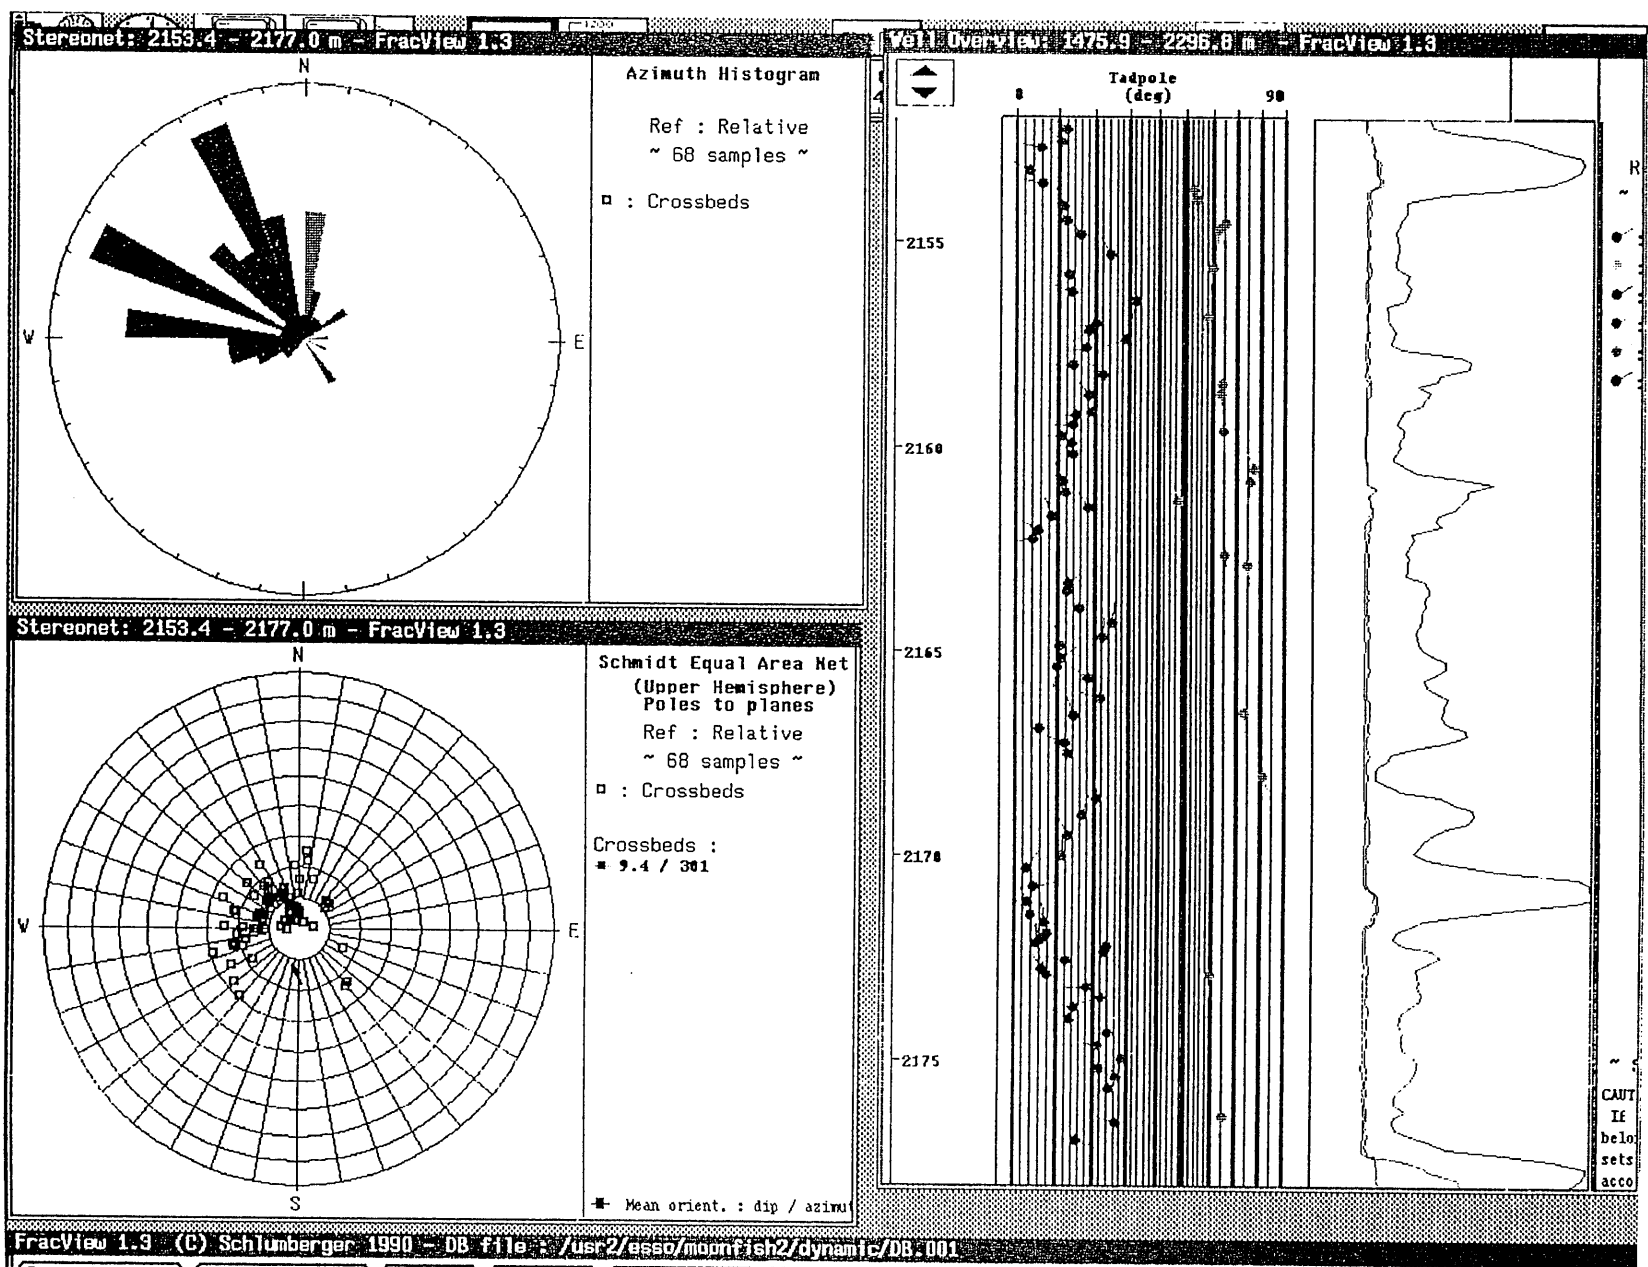 Stereonet: 2153.4 - 2177.0 m - FracView 1.3
N
W
E
Azimuth Histogram
Ref : Relative
~ 68 samples ~
: Crossbeds
Stereonet: 2153.4 - 2177.0 m - FracView 1.3
N
W
E
S
Schmidt Equal Area Net
(Upper Hemisphere)
Poles to planes
Ref : Relative
~ 68 samples ~
: Crossbeds
Crossbeds :
9.4 / 301
Mean orient. : dip / azimut
Well Overview: 1475.9 - 2296.8 m - FracView 1.3
Tadpole
(deg)
0 90
2155
2160
2165
2170
2175
R
~
~
CAUT
If
belo
sets
acco
FracView 1.3 (C) Schlumberger 1990 - DB file : /usr2/esso/moonfish2/dynamic/DB.001